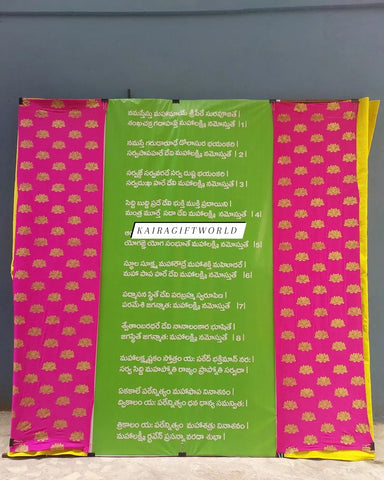 నమస్తేస్తు మహామాయే శ్రీపీఠే సురపూజితే |
శంఖచక్ర గదాహస్తే మహాలక్ష్మీ నమోస్తుతే |1|
నమస్తే గరుడారూఢే డోలాసుర భయంకరి |
సర్వపాపహరే దేవి మహాలక్ష్మీ నమోస్తుతే | 2 |
సర్వజ్ఞే సర్వవరదే సర్వ దుష్ట భయంకరి |
సర్వదుఃఖ హరే దేవి మహాలక్ష్మీ నమోస్తుతే | 3 |
సిద్ధి బుద్ధి ప్రదే దేవి భుక్తి ముక్తి ప్రదాయిని |
మంత్ర మూర్తే సదా దేవి మహాలక్ష్మీ నమోస్తుతే | 4 |
KAIRAGIFTWORLD
యోగజ్ఞే యోగ సంభూతే మహాలక్ష్మీ నమోస్తుతే |5|
స్థూల సూక్ష్మ మహారౌద్రే మహాశక్తి మహోదరే |
మహా పాప హరే దేవి మహాలక్ష్మీ నమోస్తుతే |6|
పద్మాసన స్థితే దేవి పరబ్రహ్మ స్వరూపిణి |
పరమేశి జగన్మాతః మహాలక్ష్మీ నమోస్తుతే |7|
శ్వేతాంబరధరే దేవి నానాలంకార భూషితే |
జగస్థితే జగన్మాతః మహాలక్ష్మీ నమోస్తుతే | 8 |
మహాలక్ష్మష్టకం స్తోత్రం యః పఠేద్ భక్తిమాన్ నరః |
సర్వ సిద్ధి మవాప్నోతి రాజ్యం ప్రాప్నోతి సర్వదా |
ఏకకాలే పఠేన్నిత్యం మహాపాప వినాశనం |
ద్వికాలం యః పఠేన్నిత్యం ధన ధాన్య సమన్వితః |
త్రికాలం యః పఠేన్నిత్యం మహాశత్రు వినాశనం |
మహాలక్ష్మీ ర్భవేన్ ప్రసన్నా వరదా శుభా |